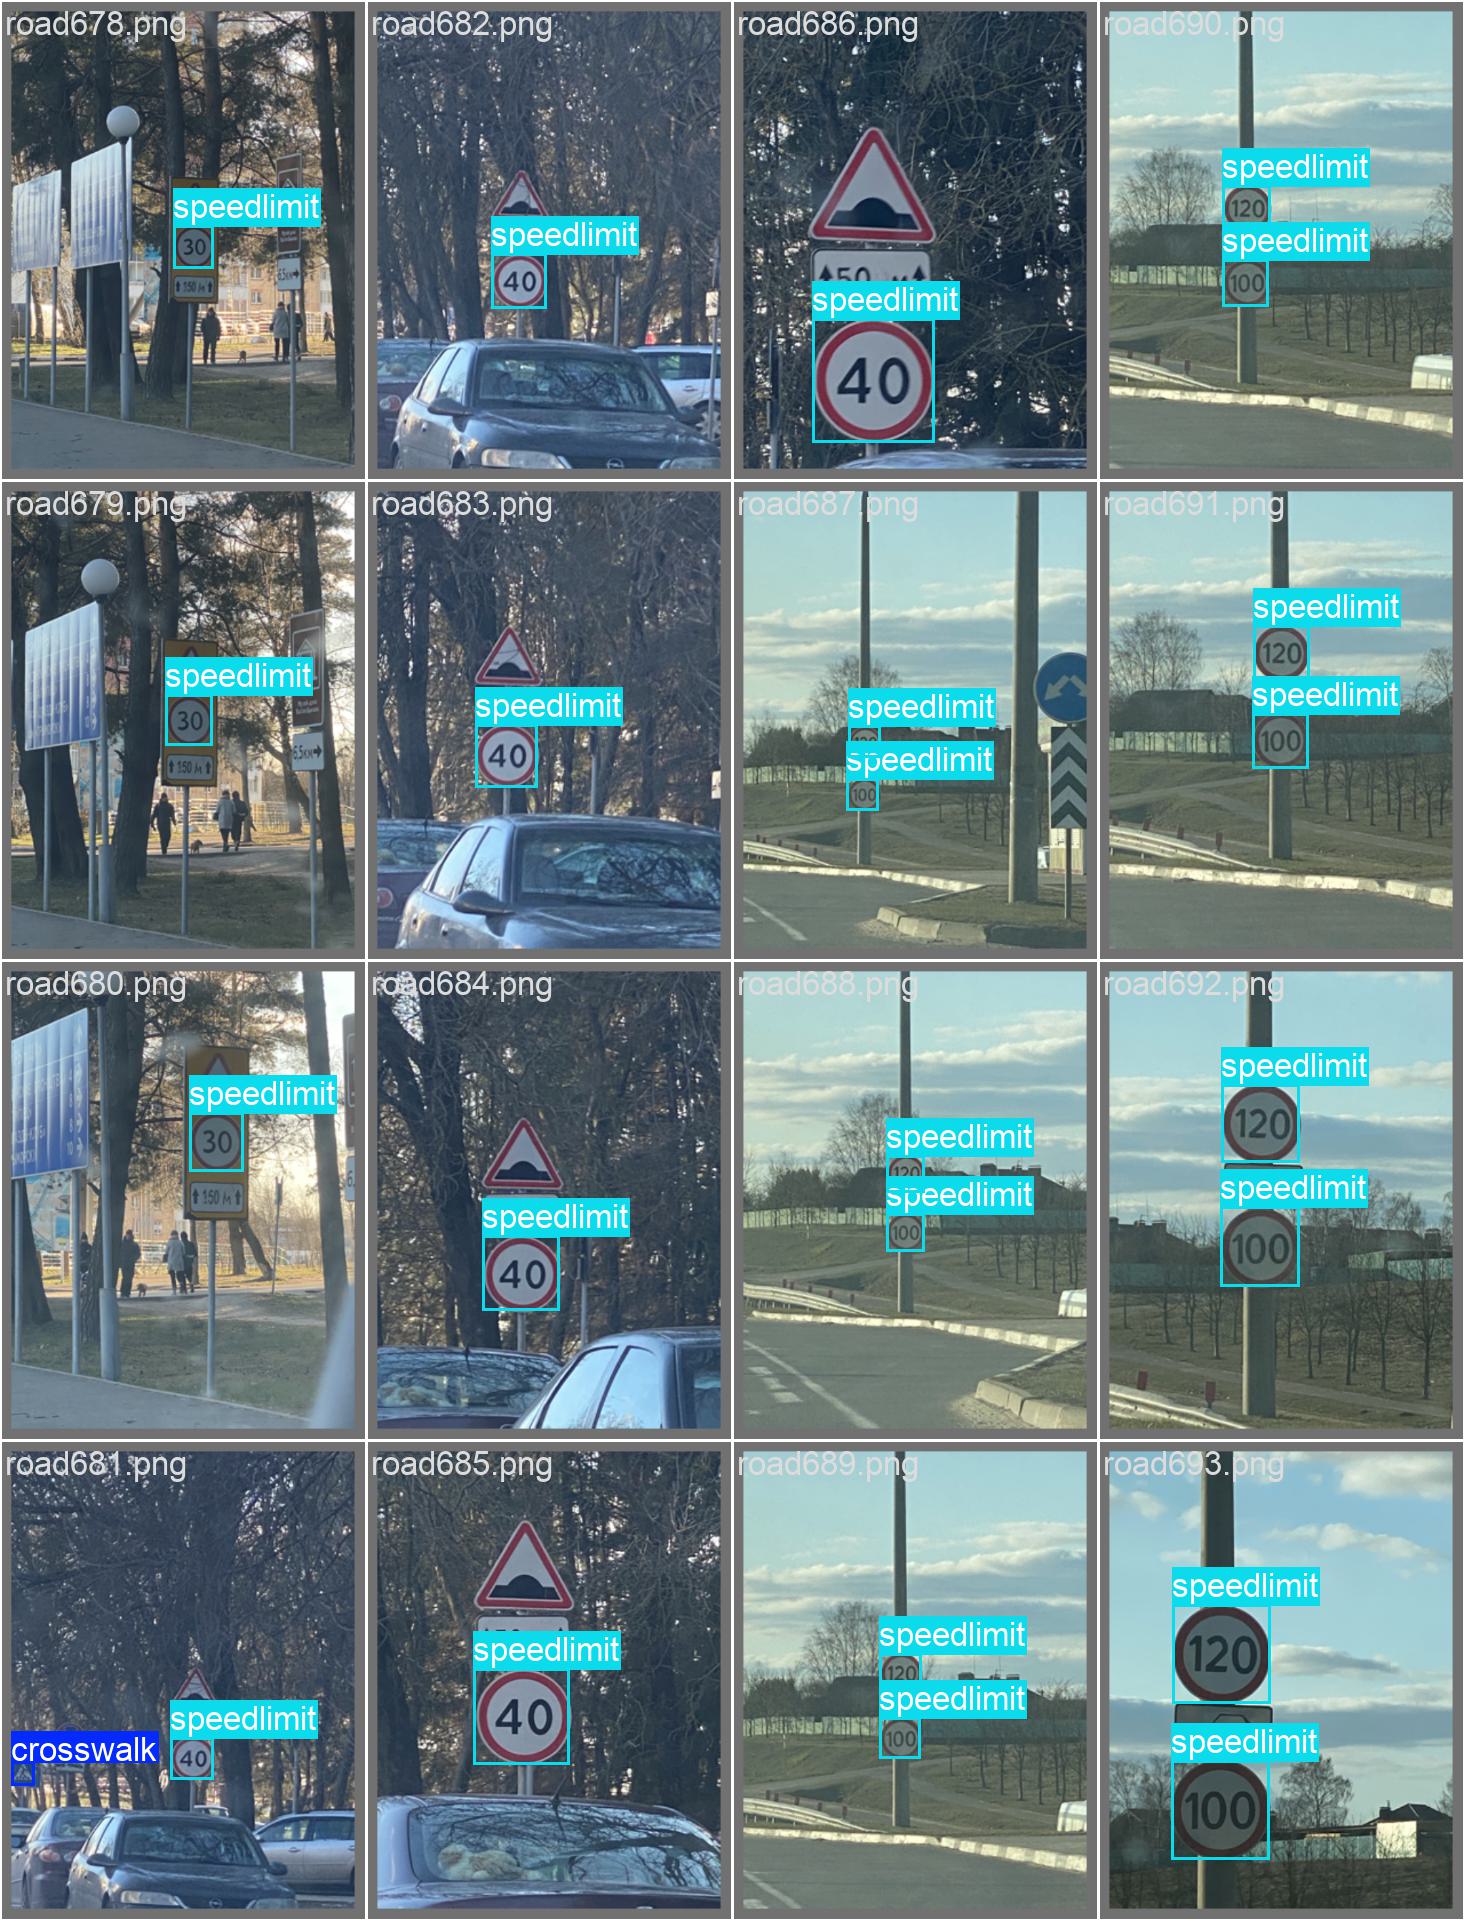 road678.png
speedlimit
30
150 м
6,5км
road682.png
speedlimit
40
road686.png
50 м
speedlimit
40
road690.png
speedlimit
120
speedlimit
100
road679.png
speedlimit
30
150 м
6,5км
road683.png
speedlimit
40
road687.png
speedlimit
speedlimit
100
road691.png
speedlimit
120
speedlimit
100
road680.png
speedlimit
30
150 м
road684.png
speedlimit
40
road688.png
speedlimit
120
speedlimit
100
road692.png
speedlimit
120
speedlimit
100
road681.png
speedlimit
40
crosswalk
road685.png
speedlimit
40
road689.png
speedlimit
120
speedlimit
100
road693.png
speedlimit
120
speedlimit
100